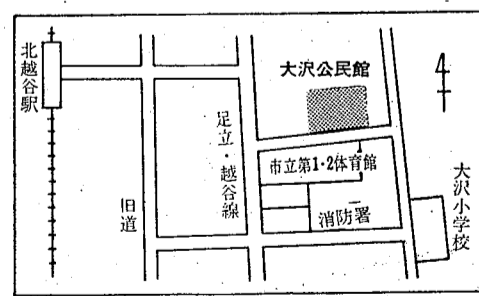 北越谷駅
旧道
足立・越谷線
大沢公民館
市立第1・2体育館
消防署
大沢小学校
4